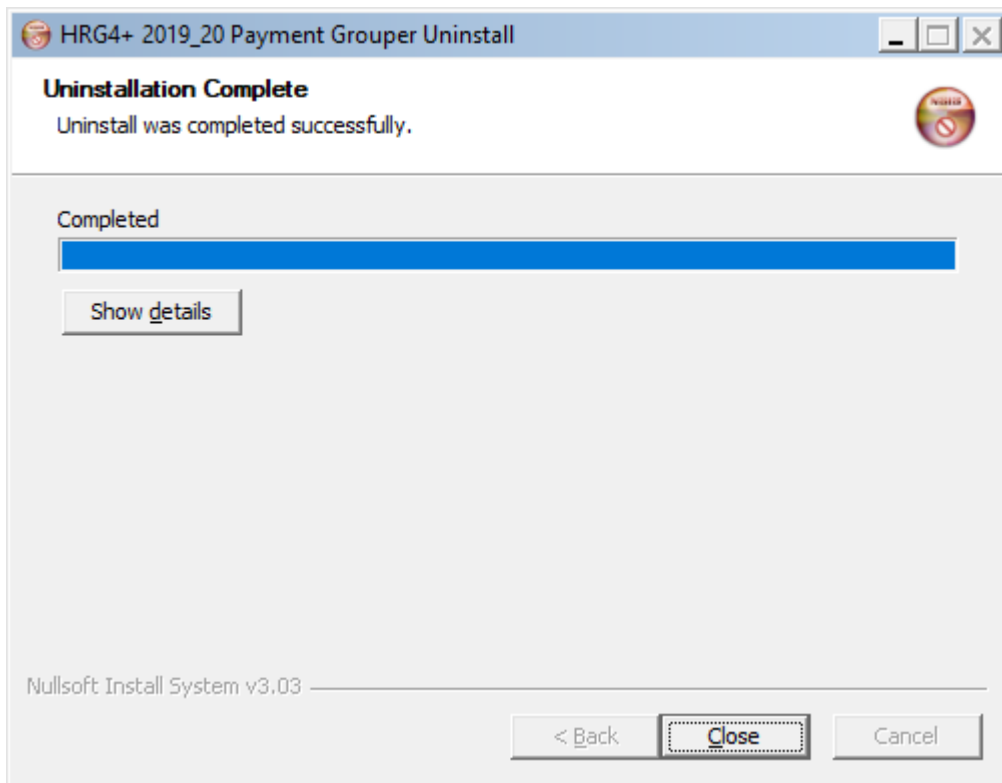 HRG4+ 2019_20 Payment Grouper Uninstall
Uninstallation Complete
Uninstall was completed successfully.
Completed
Show details
Nullsoft Install System v3.03
< Back
Close
Cancel